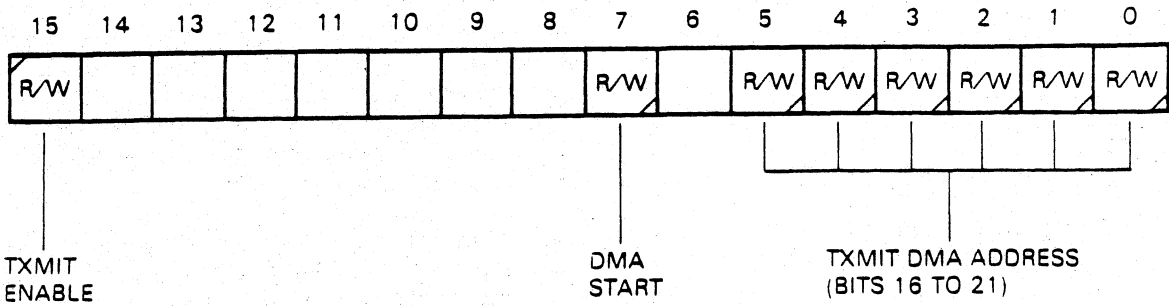 15 14 13 12 11 10 9 8 7 6 5 4 3 2 1 0
R/W R/W R/W R/W R/W R/W R/W R/W
TXMIT DMA TXMIT DMA ADDRESS
ENABLE START (BITS 16 TO 21)